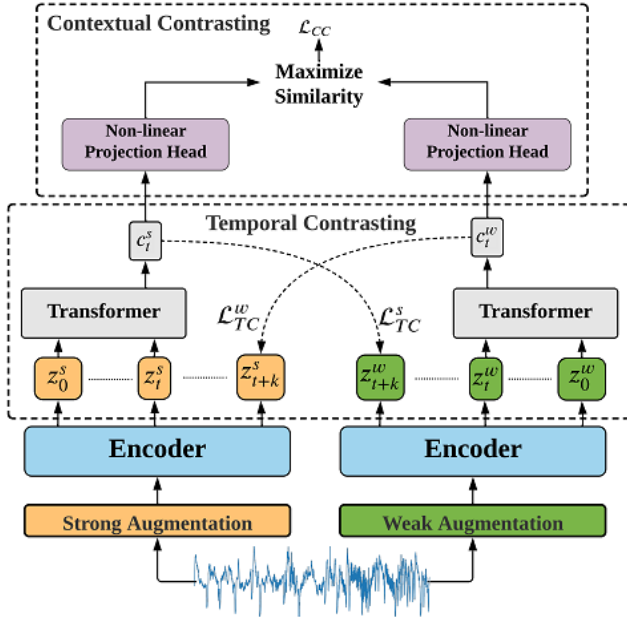 Contextual Contrasting
ℒ_CC
Maximize
Similarity
Non-linear
Projection Head
Non-linear
Projection Head
Temporal Contrasting
c_t^s
c_t^w
Transformer
ℒ_TC^w
ℒ_TC^s
Transformer
z_0^s
z_t^s
z_{t+k}^s
z_{t+k}^w
z_t^w
z_0^w
Encoder
Encoder
Strong Augmentation
Weak Augmentation